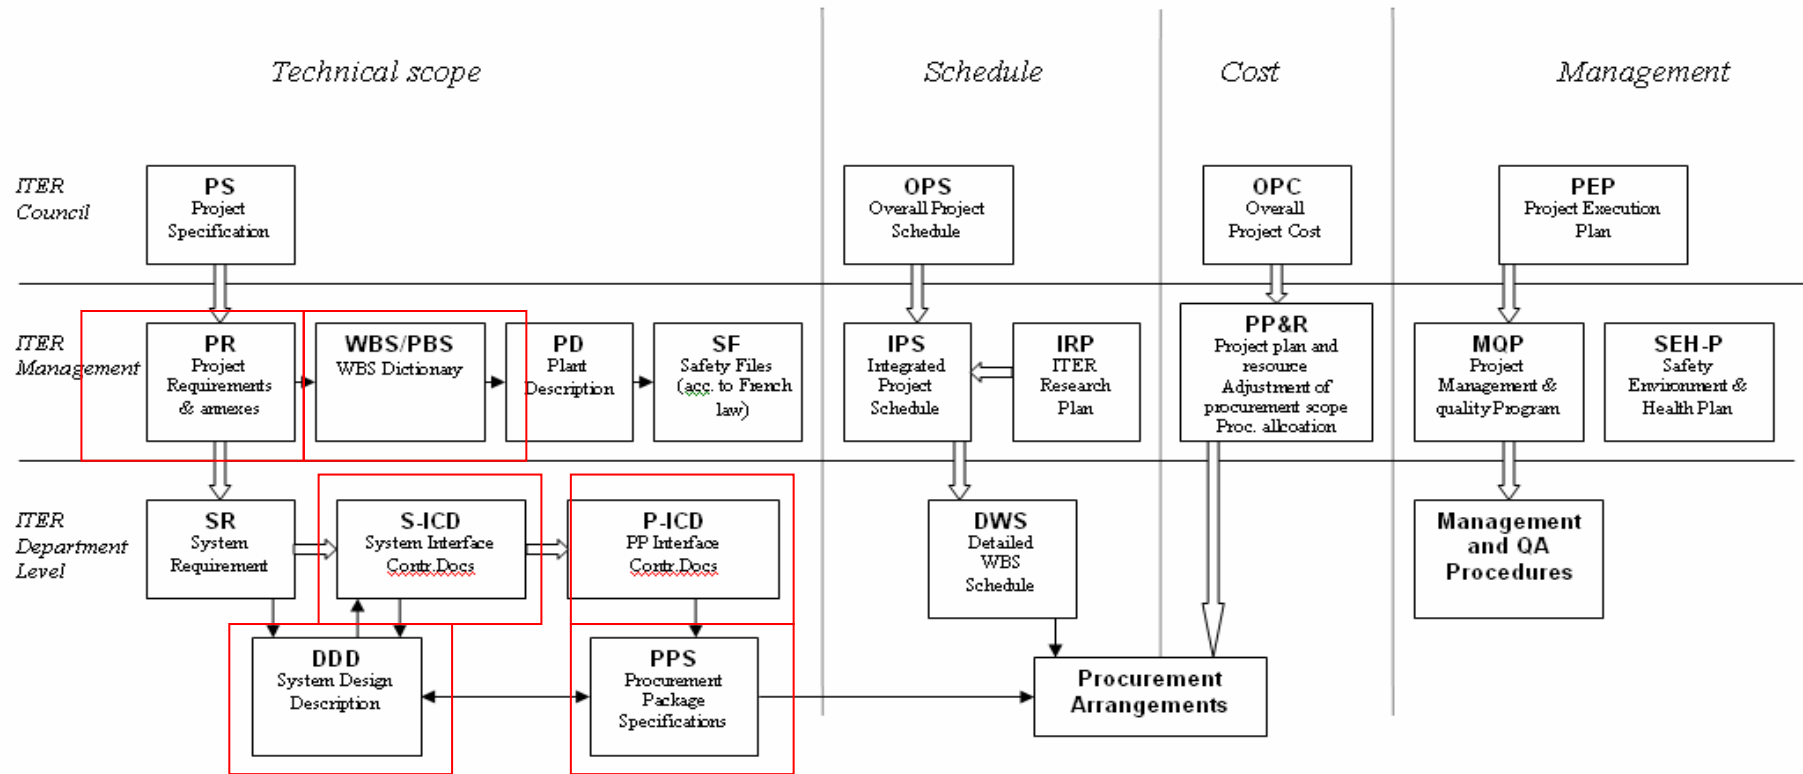 Technical scope
Schedule
Cost
Management
ITER
Council
PS
Project
Specification
OPS
Overall Project
Schedule
OPC
Overall
Project Cost
PEP
Project Execution
Plan
ITER
Management
PR
Project
Requirements
& annexes
WBS/PBS
WBS Dictionary
PD
Plant
Description
SF
Safety Files
(acc. to French
law)
IPS
Integrated
Project
Schedule
IRP
ITER
Research
Plan
PP&R
Project plan and
resource
Adjustment of
procurement scope
Proc. allcoation
MQP
Project
Management &
quality Program
SEH-P
Safety
Environment &
Health Plan
ITER
Department
Level
SR
System
Requirement
S-ICD
System Interface
Contr.Docs
P-ICD
PP Interface
Contr.Docs
DWS
Detailed
WBS
Schedule
Management
and QA
Procedures
DDD
System Design
Description
PPS
Procurement
Package
Specifications
Procurement
Arrangements